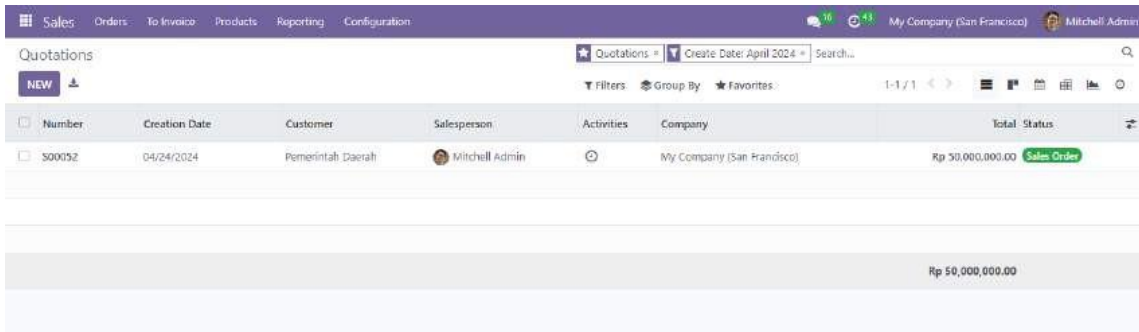 Sales Orders To Invoice Products Reporting Configuration 16 43 My Company (San Francisco) Mitchell Admin
Quotations Quotations × Create Date: April 2024 × Search...
NEW Filters Group By Favorites 1-1 / 1
Number Creation Date Customer Salesperson Activities Company Total Status
S00052 04/24/2024 Pemerintah Daerah Mitchell Admin My Company (San Francisco) Rp 50,000,000.00 Sales Order
Rp 50,000,000.00